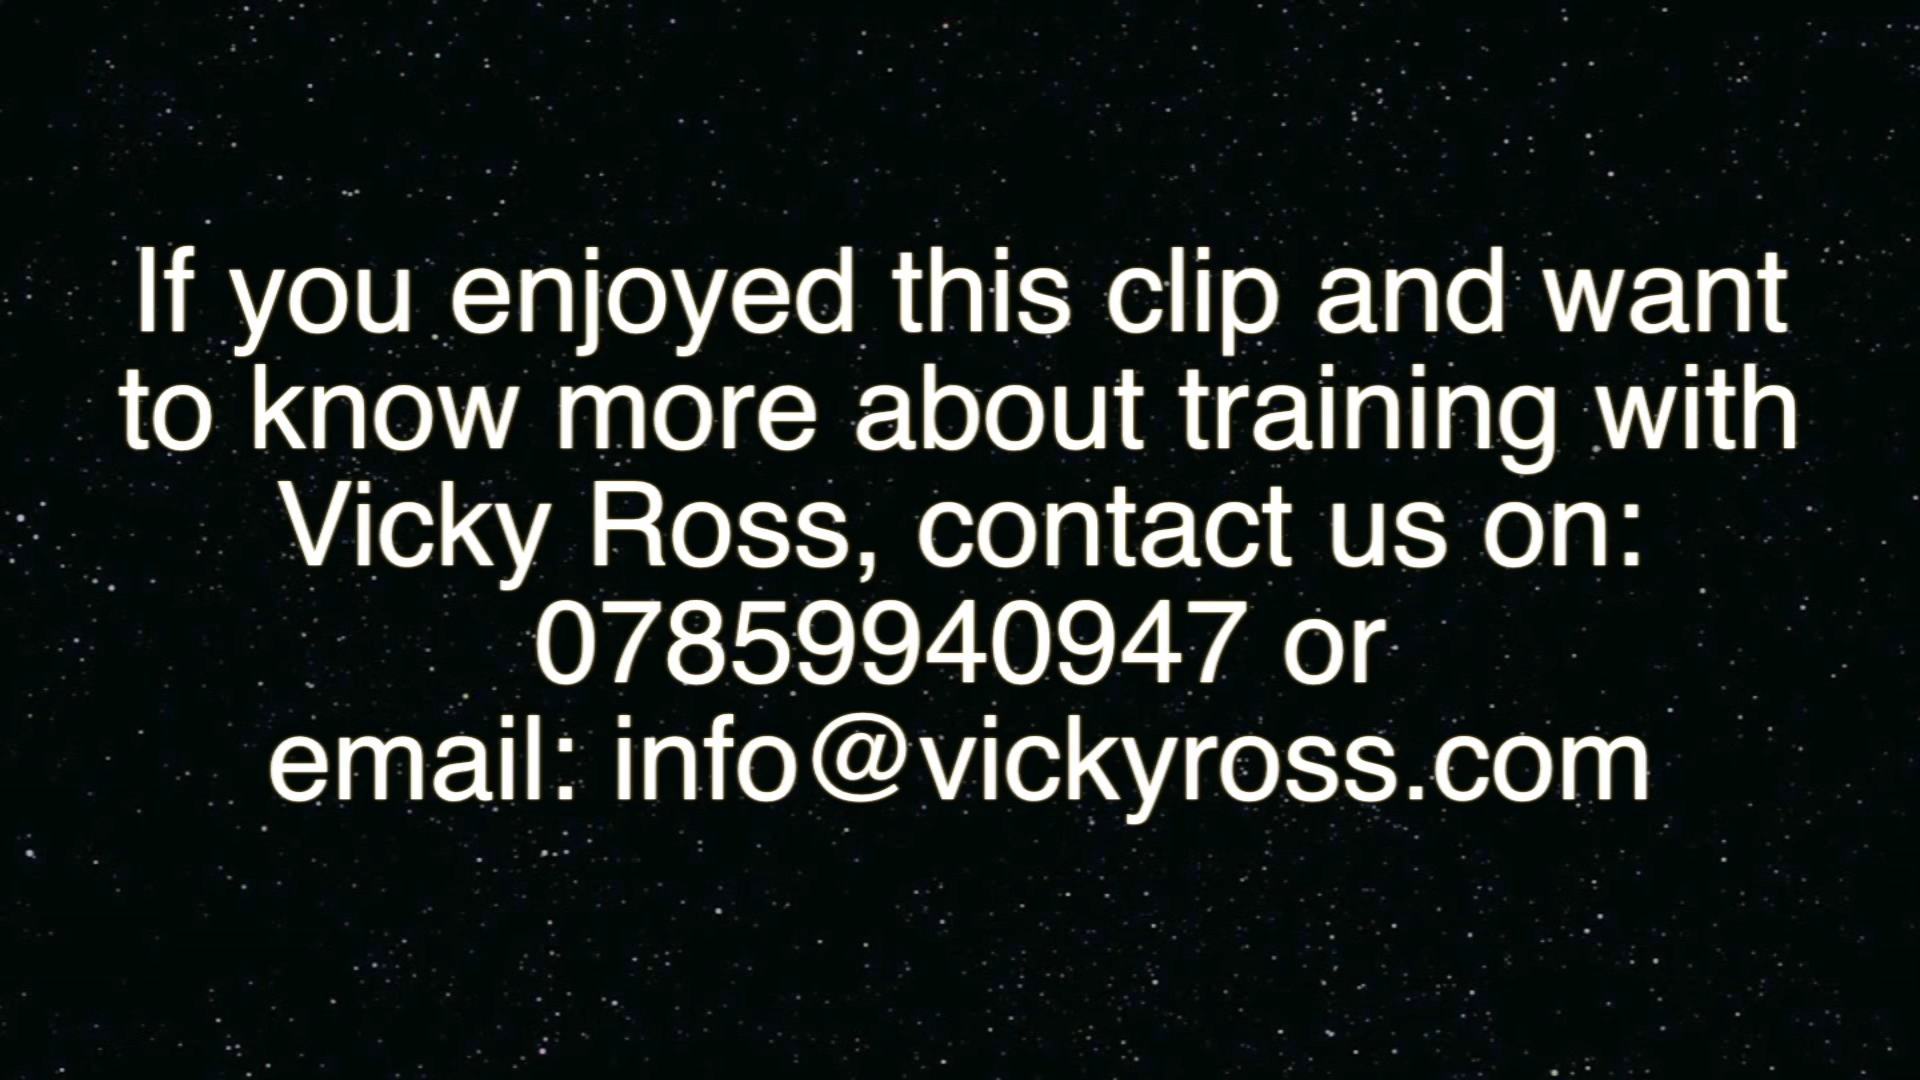 If you enjoyed this clip and want
to know more about training with
Vicky Ross, contact us on:
07859940947 or
email: info@vickyross.com